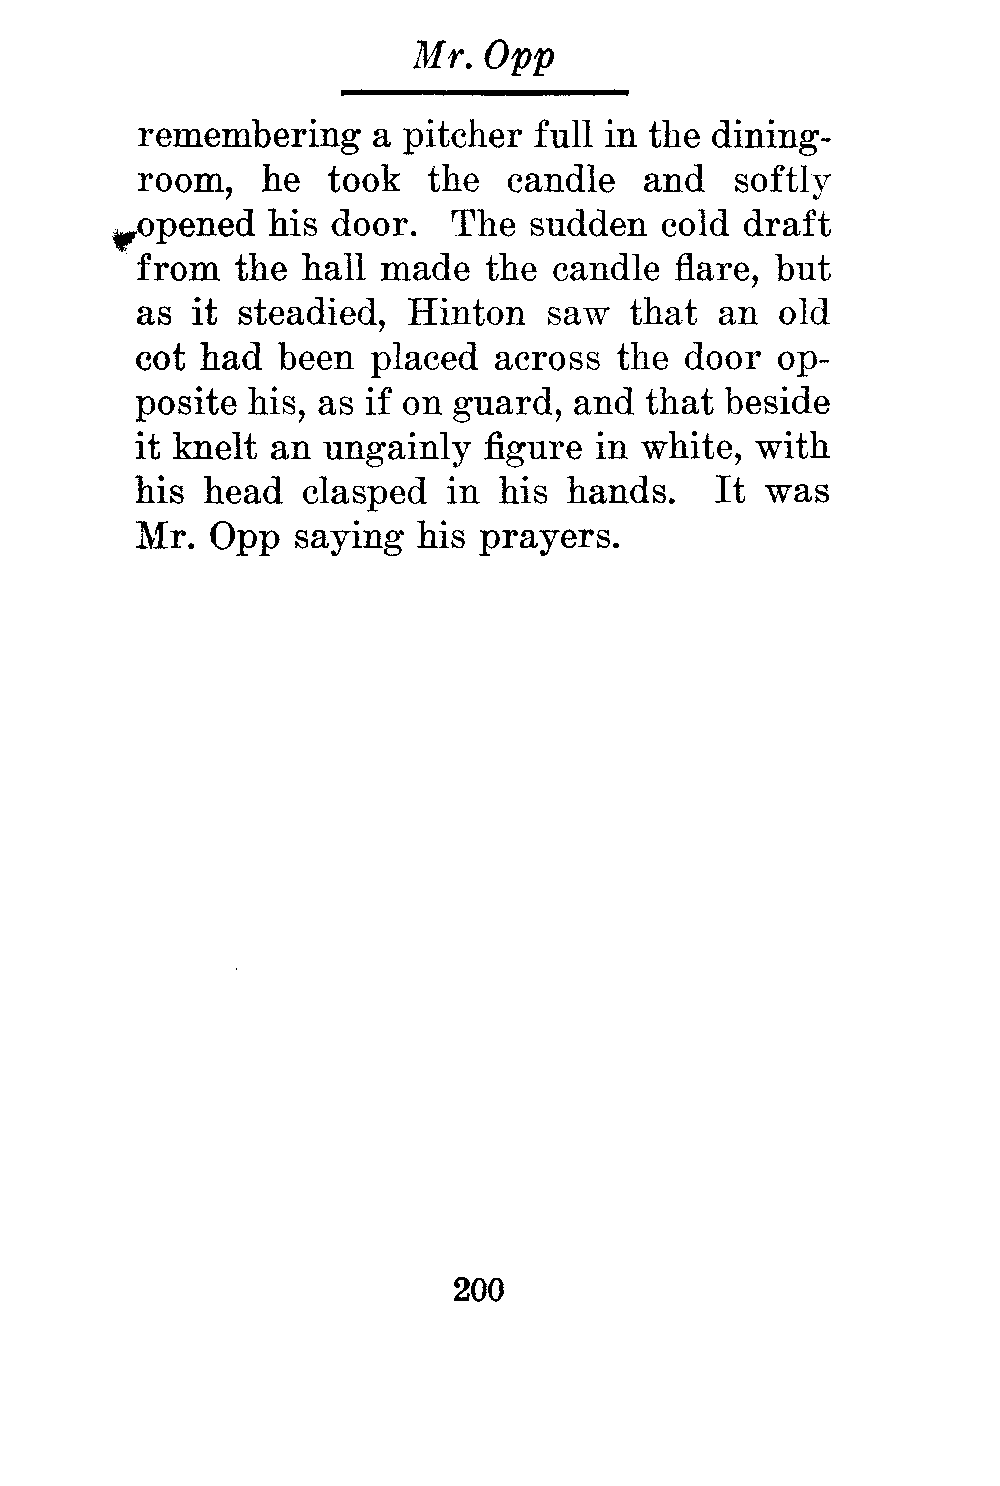 Mr. Opp
remembering a pitcher full in the dining-
room, he took the candle and softly
opened his door. The sudden cold draft
from the hall made the candle flare, but
as it steadied, Hinton saw that an old
cot had been placed across the door op-
posite his, as if on guard, and that beside
it knelt an ungainly figure in white, with
his head clasped in his hands. It was
Mr. Opp saying his prayers.
200